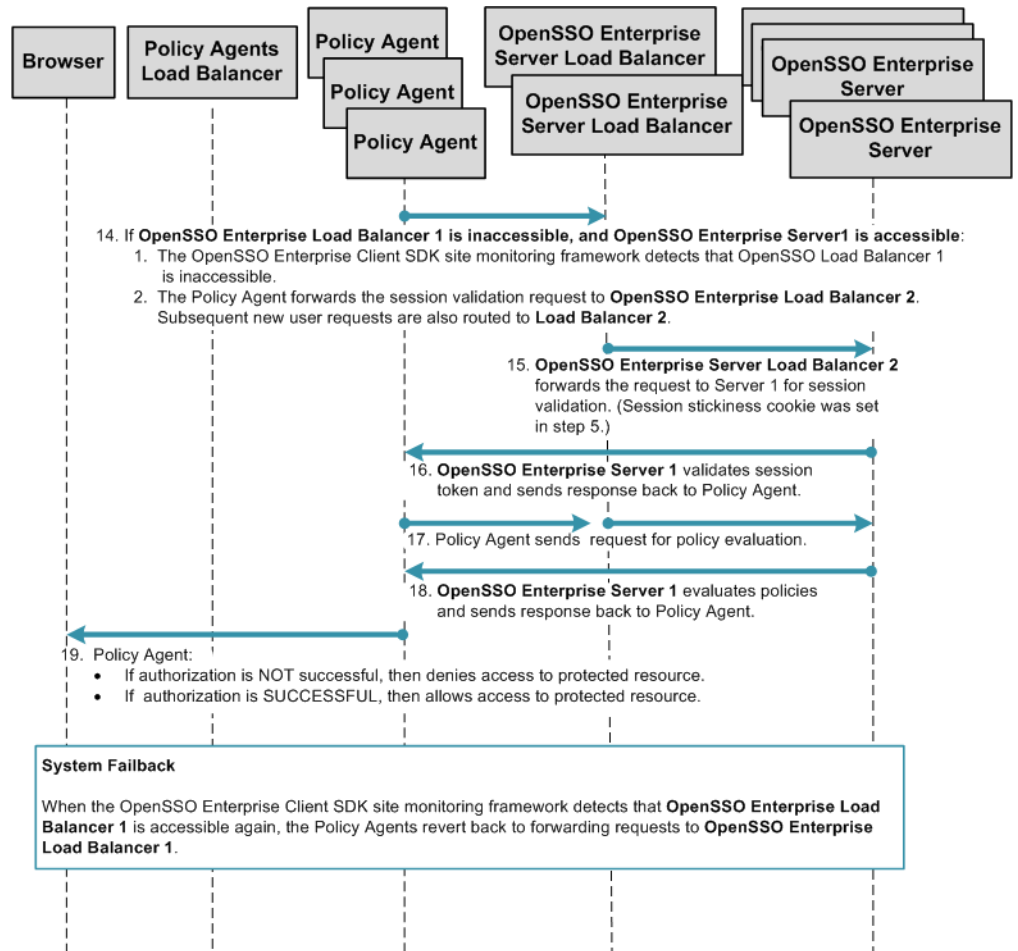 Browser
Policy Agents
Load Balancer
Policy Agent
Policy Agent
Policy Agent
OpenSSO Enterprise
Server Load Balancer
OpenSSO Enterprise
Server Load Balancer
OpenSSO Enterprise
Server
OpenSSO Enterprise
Server
14. If OpenSSO Enterprise Load Balancer 1 is inaccessible, and OpenSSO Enterprise Server1 is accessible:
1. The OpenSSO Enterprise Client SDK site monitoring framework detects that OpenSSO Load Balancer 1
is inaccessible.
2. The Policy Agent forwards the session validation request to OpenSSO Enterprise Load Balancer 2.
Subsequent new user requests are also routed to Load Balancer 2.
15. OpenSSO Enterprise Server Load Balancer 2
forwards the request to Server 1 for session
validation. (Session stickiness cookie was set
in step 5.)
16. OpenSSO Enterprise Server 1 validates session
token and sends response back to Policy Agent.
17. Policy Agent sends request for policy evaluation.
18. OpenSSO Enterprise Server 1 evaluates policies
and sends response back to Policy Agent.
19. Policy Agent:
• If authorization is NOT successful, then denies access to protected resource.
• If authorization is SUCCESSFUL, then allows access to protected resource.
System Failback
When the OpenSSO Enterprise Client SDK site monitoring framework detects that OpenSSO Enterprise Load
Balancer 1 is accessible again, the Policy Agents revert back to forwarding requests to OpenSSO Enterprise
Load Balancer 1.